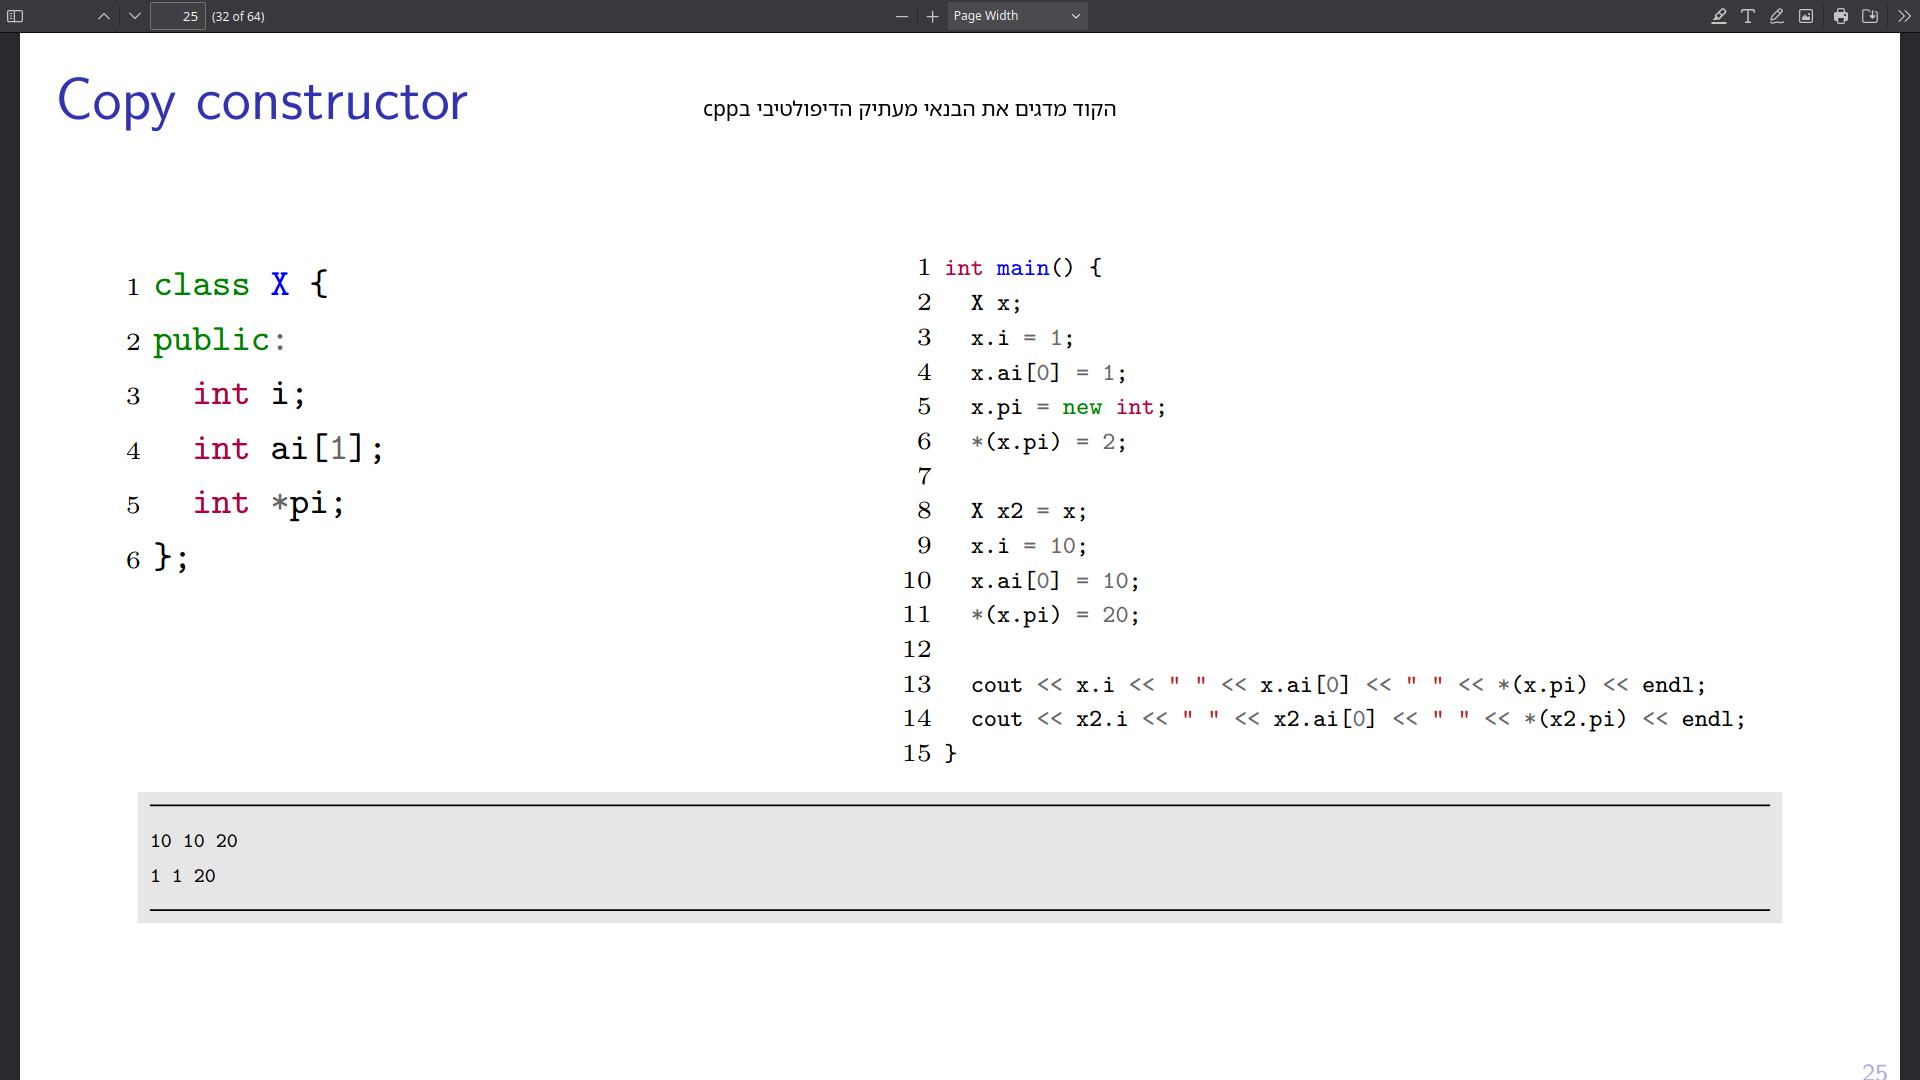 25 (32 of 64) Page Width
Copy constructor
הקוד מדגים את הבנאי מעתיק הדיפולטיבי בcpp
1 class X {
2 public:
3 int i;
4 int ai[1];
5 int *pi;
6 };
1 int main() {
2 X x;
3 x.i = 1;
4 x.ai[0] = 1;
5 x.pi = new int;
6 *(x.pi) = 2;
7
8 X x2 = x;
9 x.i = 10;
10 x.ai[0] = 10;
11 *(x.pi) = 20;
12
13 cout << x.i << " " << x.ai[0] << " " << *(x.pi) << endl;
14 cout << x2.i << " " << x2.ai[0] << " " << *(x2.pi) << endl;
15 }
10 10 20
1 1 20
25